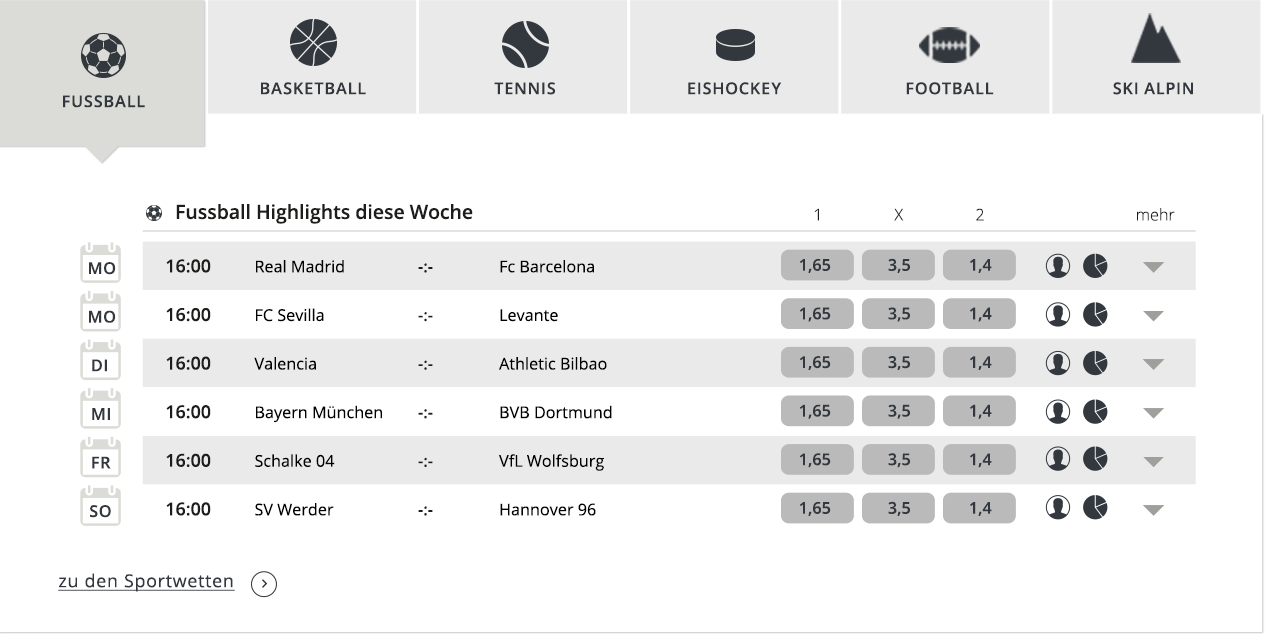 FUSSBALL BASKETBALL TENNIS EISHOCKEY FOOTBALL SKI ALPIN
Fussball Highlights diese Woche 1 X 2 mehr
MO 16:00 Real Madrid -:- Fc Barcelona 1,65 3,5 1,4
MO 16:00 FC Sevilla -:- Levante 1,65 3,5 1,4
DI 16:00 Valencia -:- Athletic Bilbao 1,65 3,5 1,4
MI 16:00 Bayern München -:- BVB Dortmund 1,65 3,5 1,4
FR 16:00 Schalke 04 -:- VfL Wolfsburg 1,65 3,5 1,4
SO 16:00 SV Werder -:- Hannover 96 1,65 3,5 1,4
zu den Sportwetten